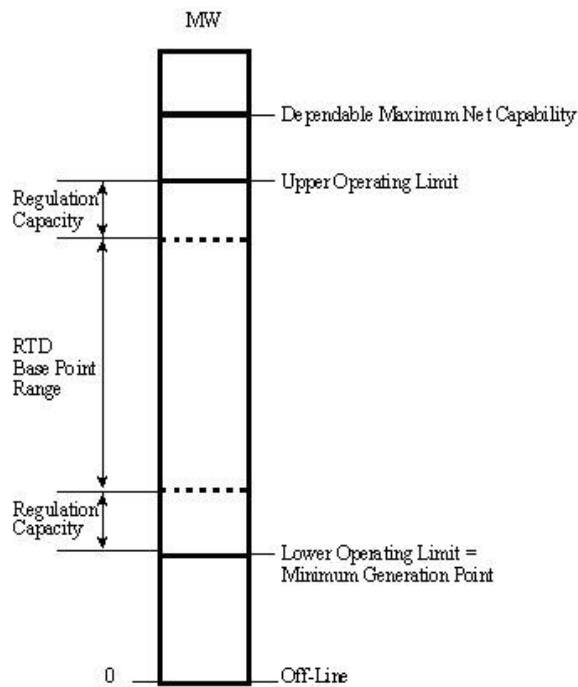 MW
Dependable Maximum Net Capability
Upper Operating Limit
Regulation
Capacity
RTD
Base Point
Range
Regulation
Capacity
Lower Operating Limit =
Minimum Generation Point
0
Off-Line